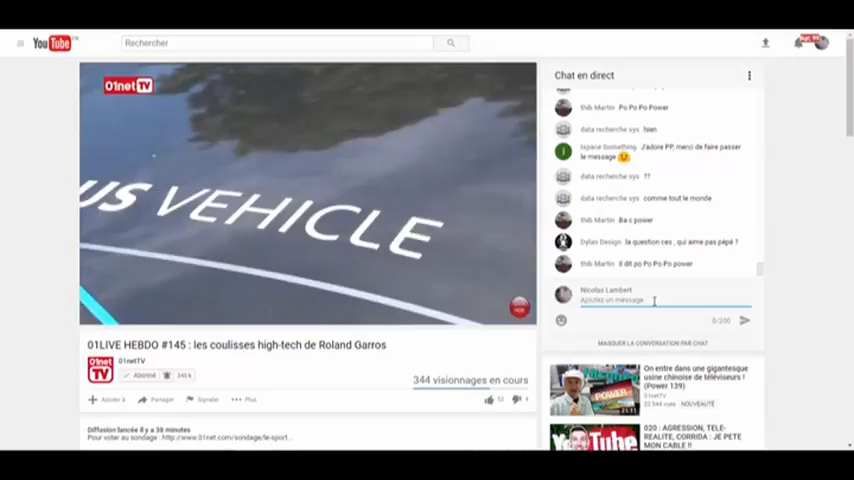 YouTube FR
Rechercher
01net TV
US VEHICLE
01LIVE HEBDO #145 : les coulisses high-tech de Roland Garros
01net TV
01netTV
Abonné
344 visionnages en cours
Ajouter à
Partager
Signaler
Plus
Diffusion lancée il y a 38 minutes
Pour voter au sondage : http://www.01net.com/sondage/le-sport...
Chat en direct
thib Martin Po Po Po Power
data recherche sys bien
Ispace Something J'adore PP, merci de faire passer
le message
data recherche sys ??
data recherche sys comme tout le monde
thib Martin Ba c power
Dylan Design la question ces , qui aime pas pépé ?
thib Martin Il dit po Po Po Po power
Nicolas Lambert
Ajoutez un message
0/200
MASQUER LA CONVERSATION PAR CHAT
POWER
On entre dans une gigantesque
usine chinoise de téléviseurs !
(Power 139)
01netTV
vues NOUVEAUTÉ
YouTube
020 : AGRESSION, TELE-
REALITE, CORRIDA : JE PETE
MON CABLE !!